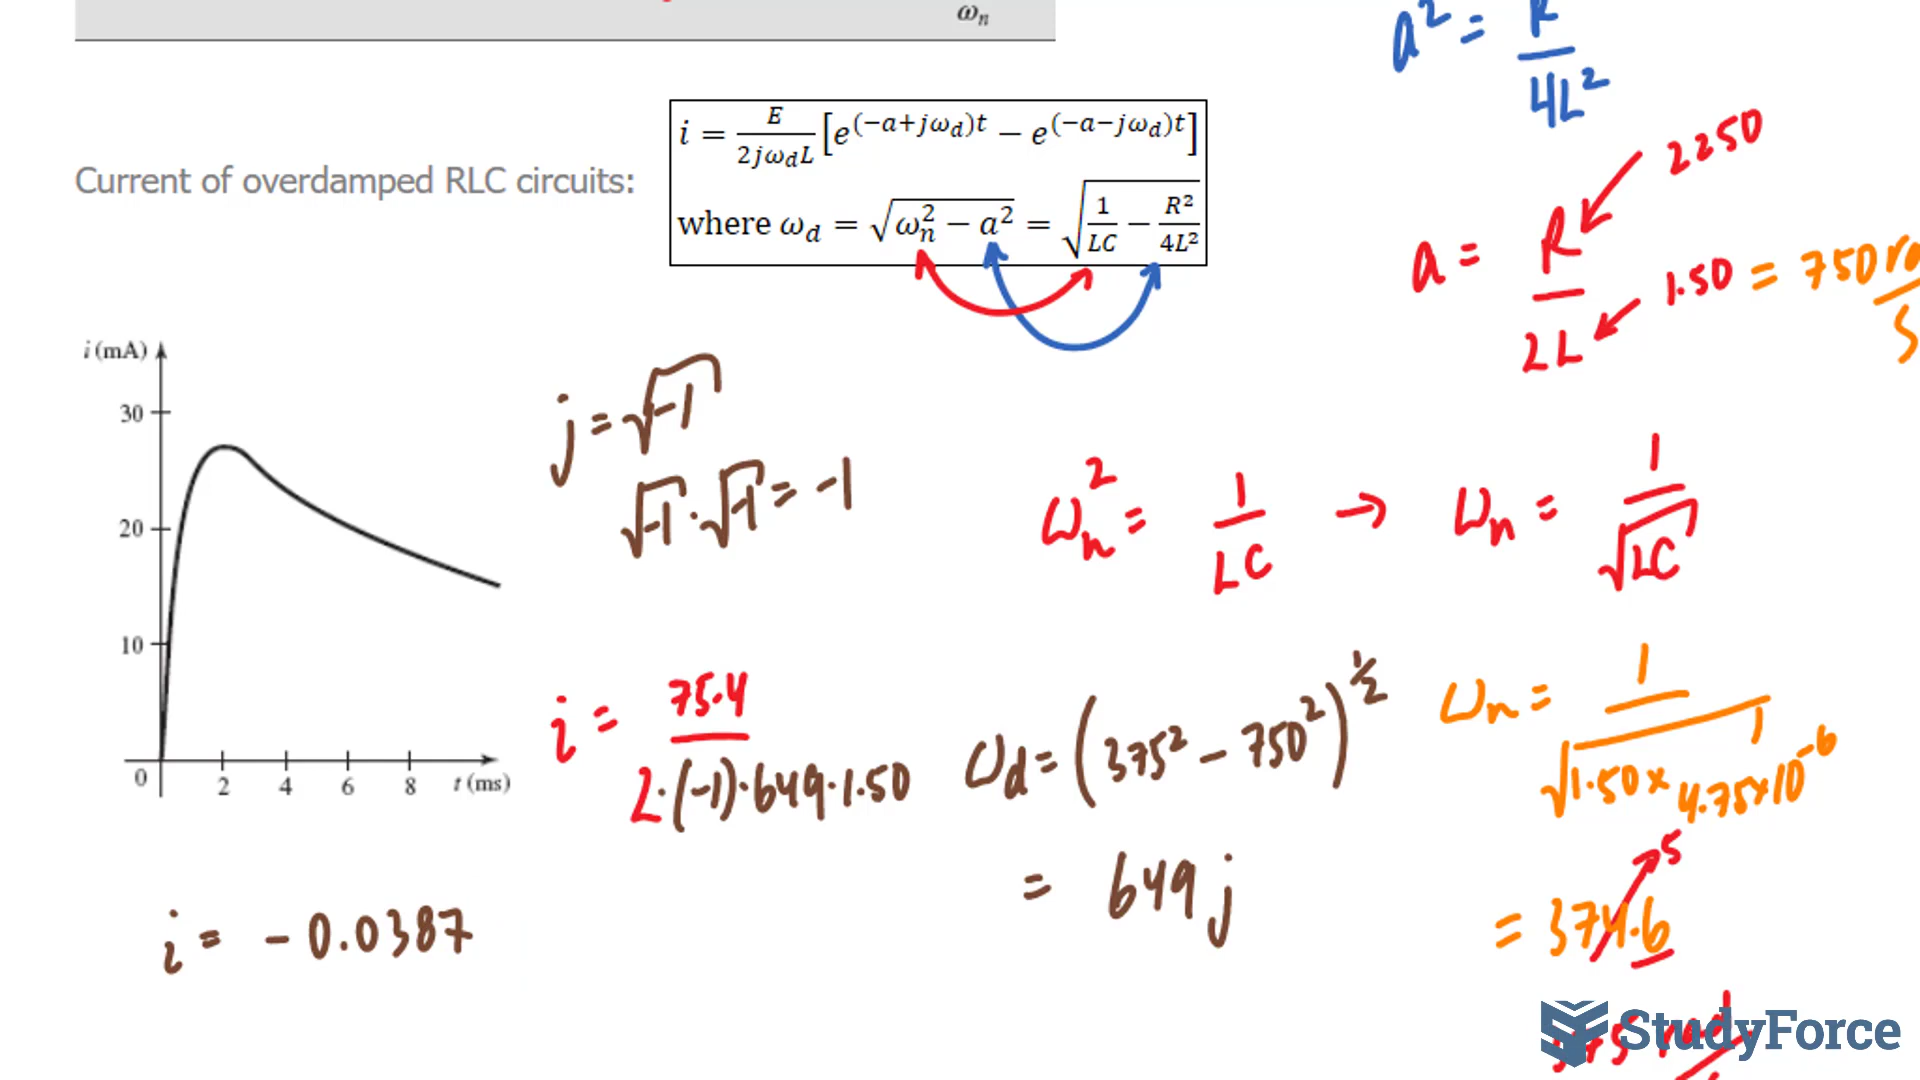 ωn
a² = R
4L²
i = E/2jωdL [e^(−a+jωd)t − e^(−a−jωd)t]
Current of overdamped RLC circuits:
where ωd = √ωn² − a² = √1/LC − R²/4L²
2250
a = R/2L
1.50 = 750
s
i (mA)
30
20
10
0
2 4 6 8 t (ms)
j = √-1
√-1 · √-1 = -1
ωn² = 1/LC → ωn = 1/√LC
i = 75.4
2·(-1)·649·1.50
ωd = (375² - 750²)^½
= 649j
ωn = 1
√1.50 × 4.75×10⁻⁶
= 374.6
5
i = - 0.0387
375 rad
StudyForce